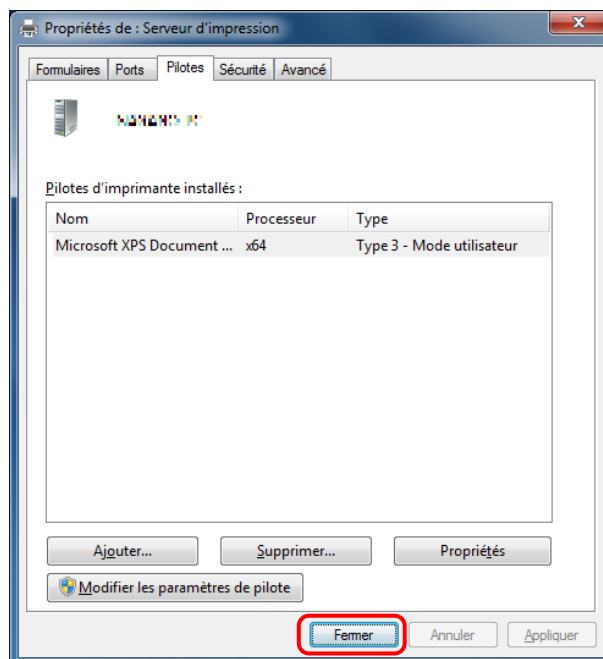 Propriétés de : Serveur d'impression
x
Formulaires Ports Pilotes Sécurité Avancé
Pilotes d'imprimante installés :
Nom Processeur Type
Microsoft XPS Document ... x64 Type 3 - Mode utilisateur
Ajouter... Supprimer... Propriétés
Modifier les paramètres de pilote
Fermer Annuler Appliquer